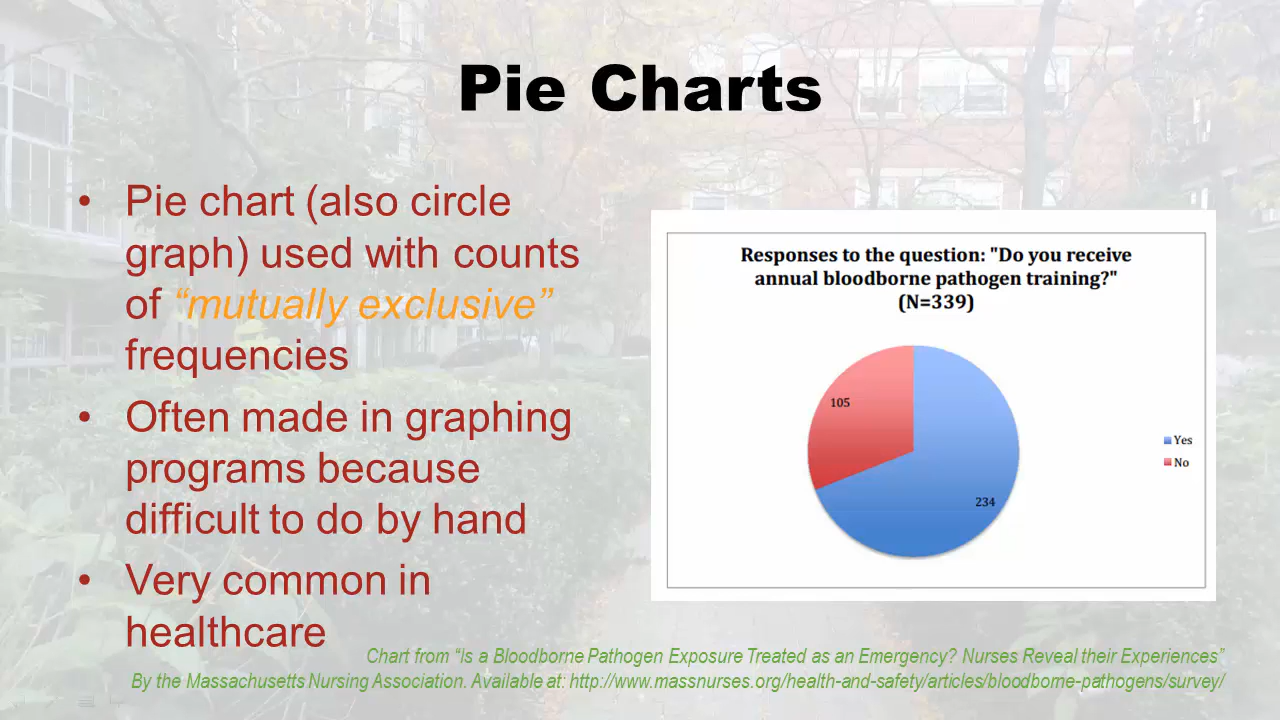 Pie Charts
• Pie chart (also circle
graph) used with counts
of “mutually exclusive”
frequencies
• Often made in graphing
programs because
difficult to do by hand
• Very common in
healthcare
Responses to the question: "Do you receive
annual bloodborne pathogen training?"
(N=339)
105
234
Yes
No
Chart from “Is a Bloodborne Pathogen Exposure Treated as an Emergency? Nurses Reveal their Experiences”
By the Massachusetts Nursing Association. Available at: http://www.massnurses.org/health-and-safety/articles/bloodborne-pathogens/survey/